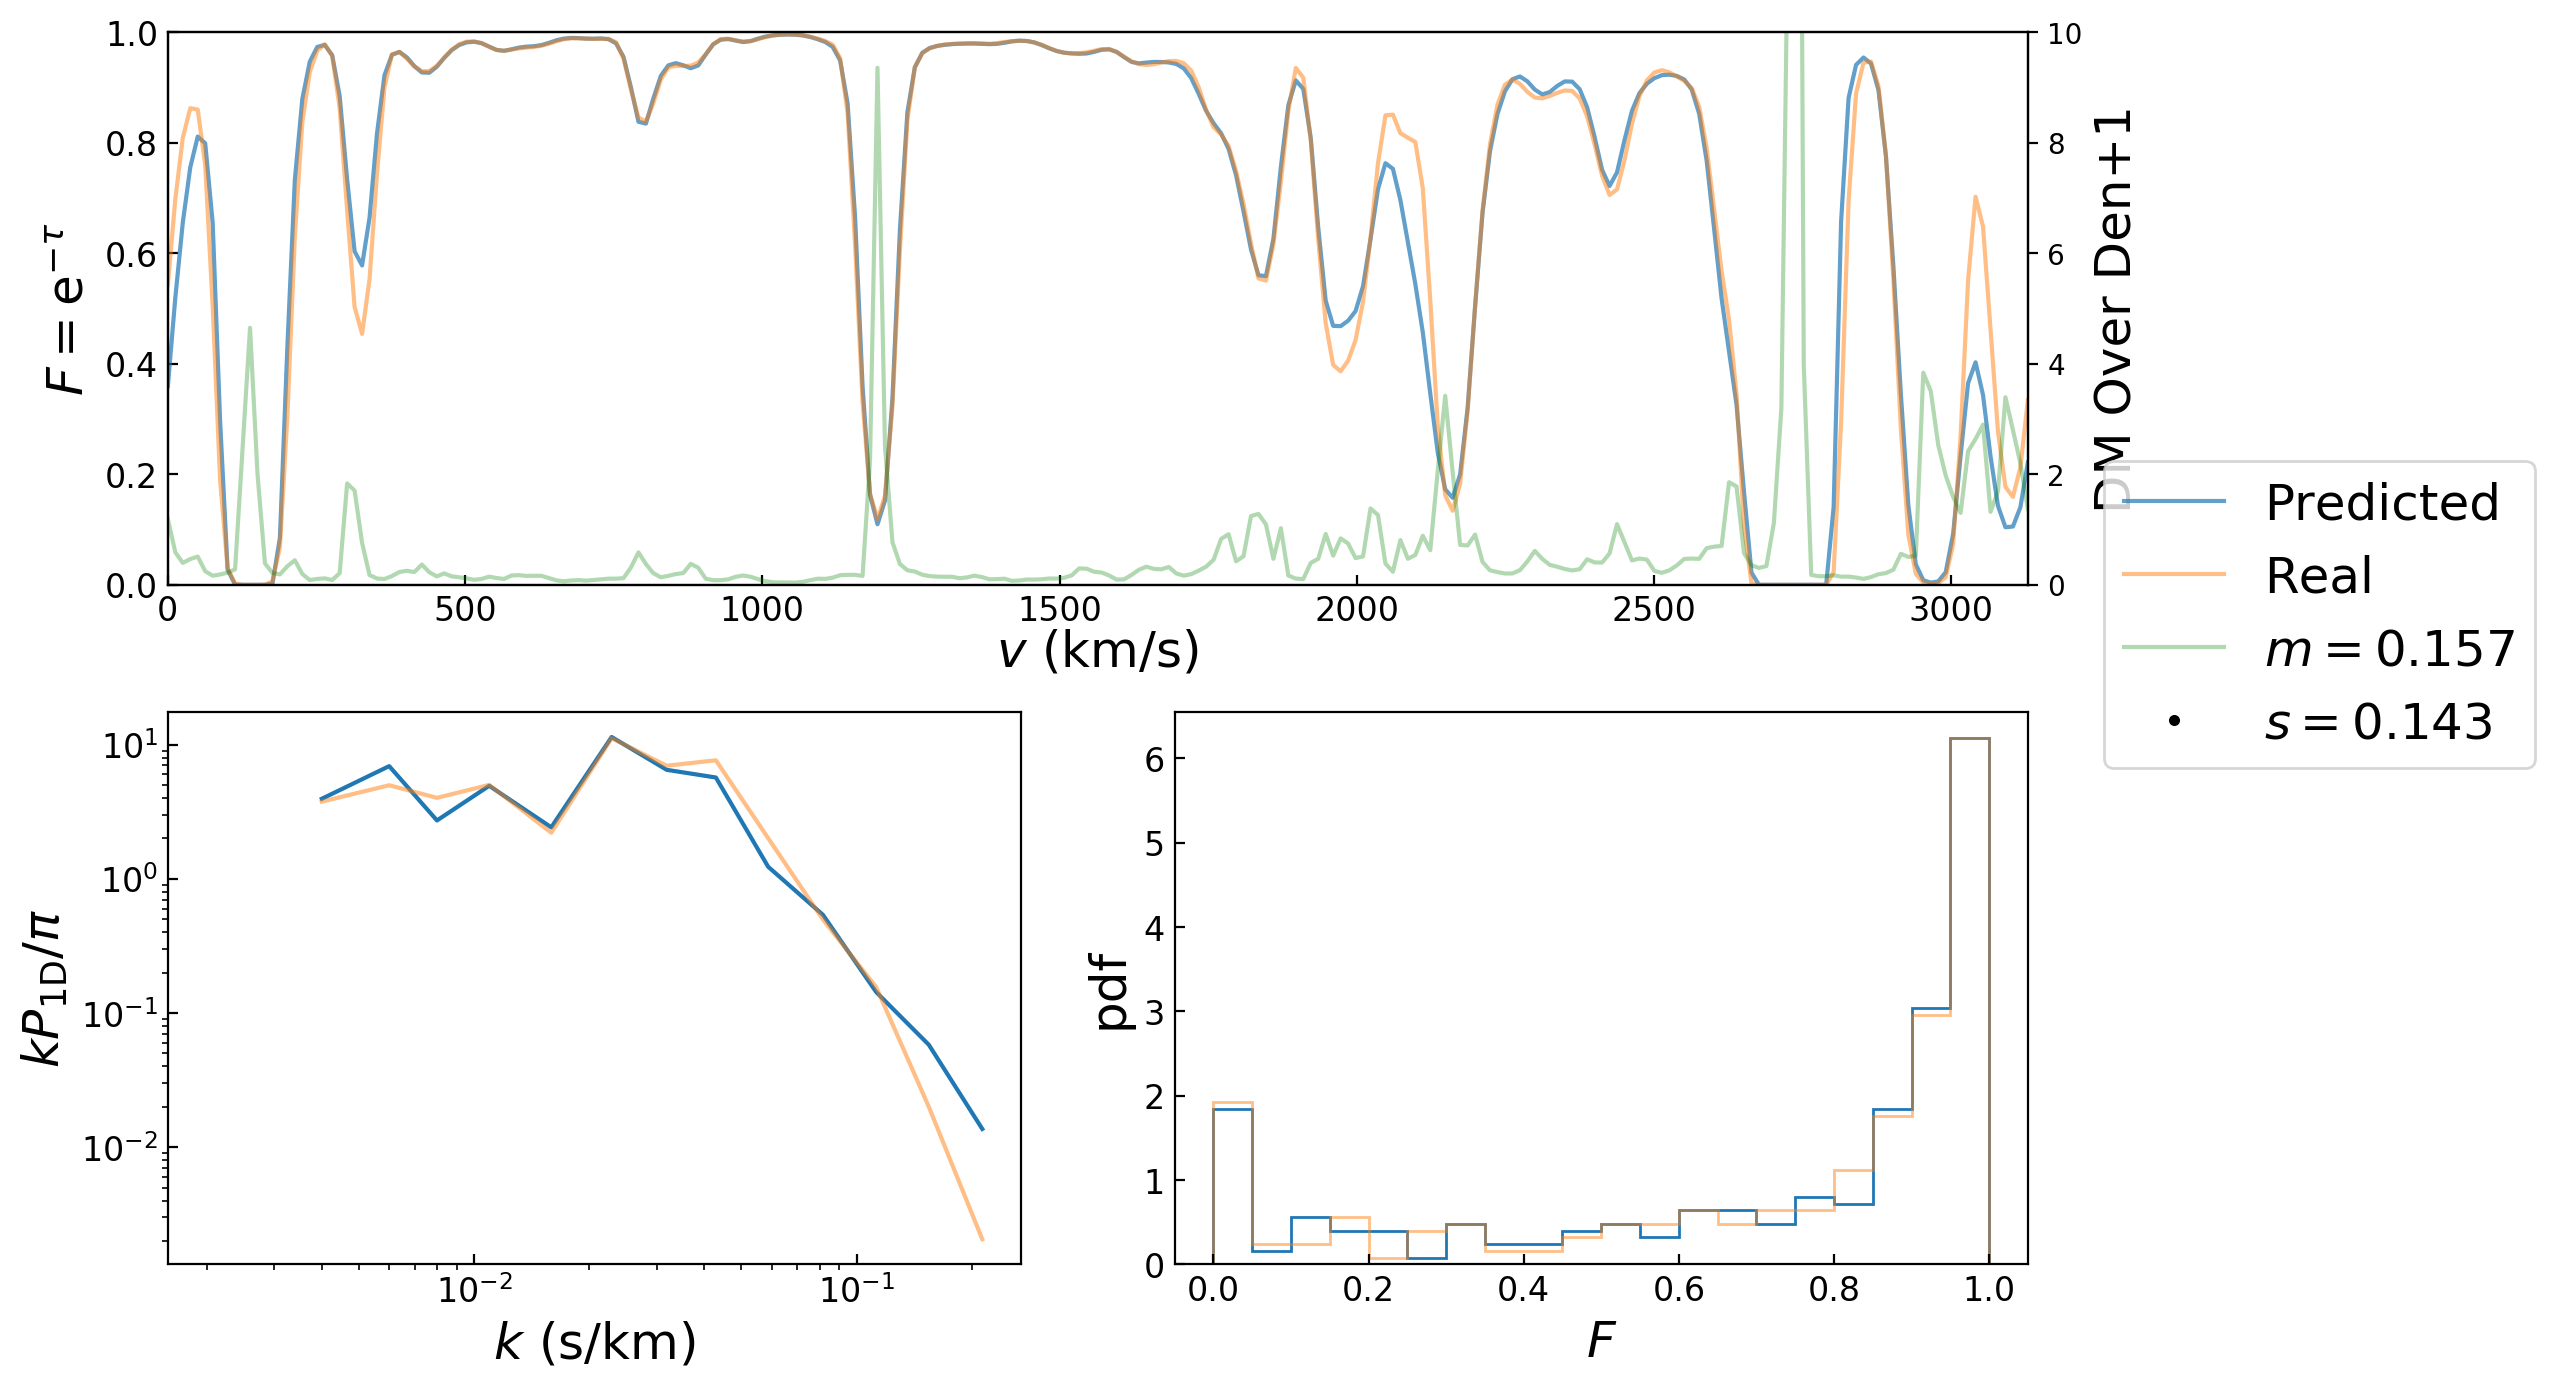 1.0
0.8
0.6
0.4
0.2
0.0
F = e^{−τ}
10
8
6
4
2
0
DM Over Den+1
0 500 1000 1500 2000 2500 3000
v (km/s)
Predicted
Real
m = 0.157
s = 0.143
10^1
10^0
10^{−1}
10^{−2}
kP_{1D}/π
10^{−2} 10^{−1}
k (s/km)
6
5
4
3
2
1
0
pdf
0.0 0.2 0.4 0.6 0.8 1.0
F